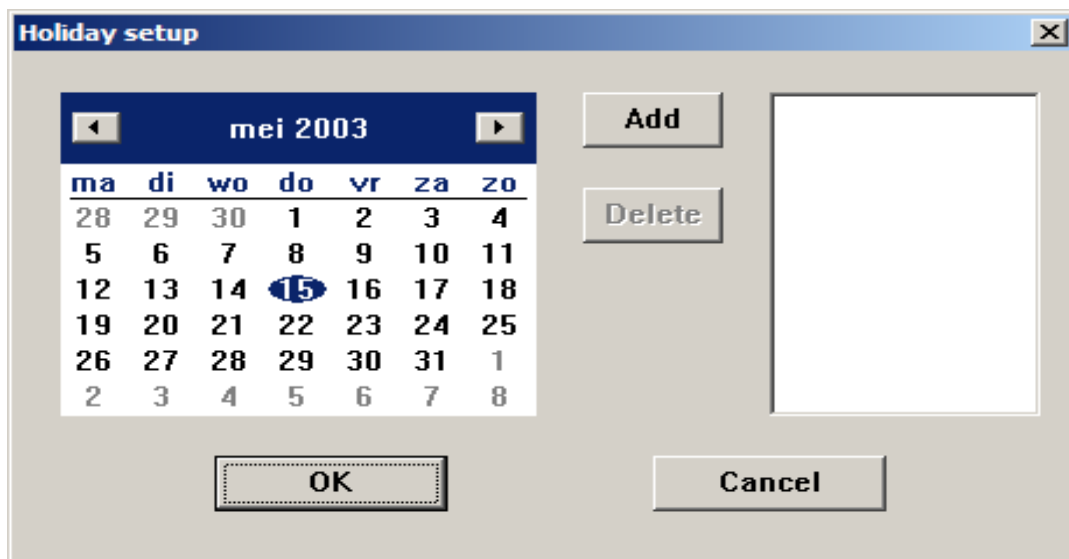 Holiday setup
mei 2003
ma di wo do vr za zo
28 29 30 1 2 3 4
5 6 7 8 9 10 11
12 13 14 15 16 17 18
19 20 21 22 23 24 25
26 27 28 29 30 31 1
2 3 4 5 6 7 8
Add
Delete
OK
Cancel